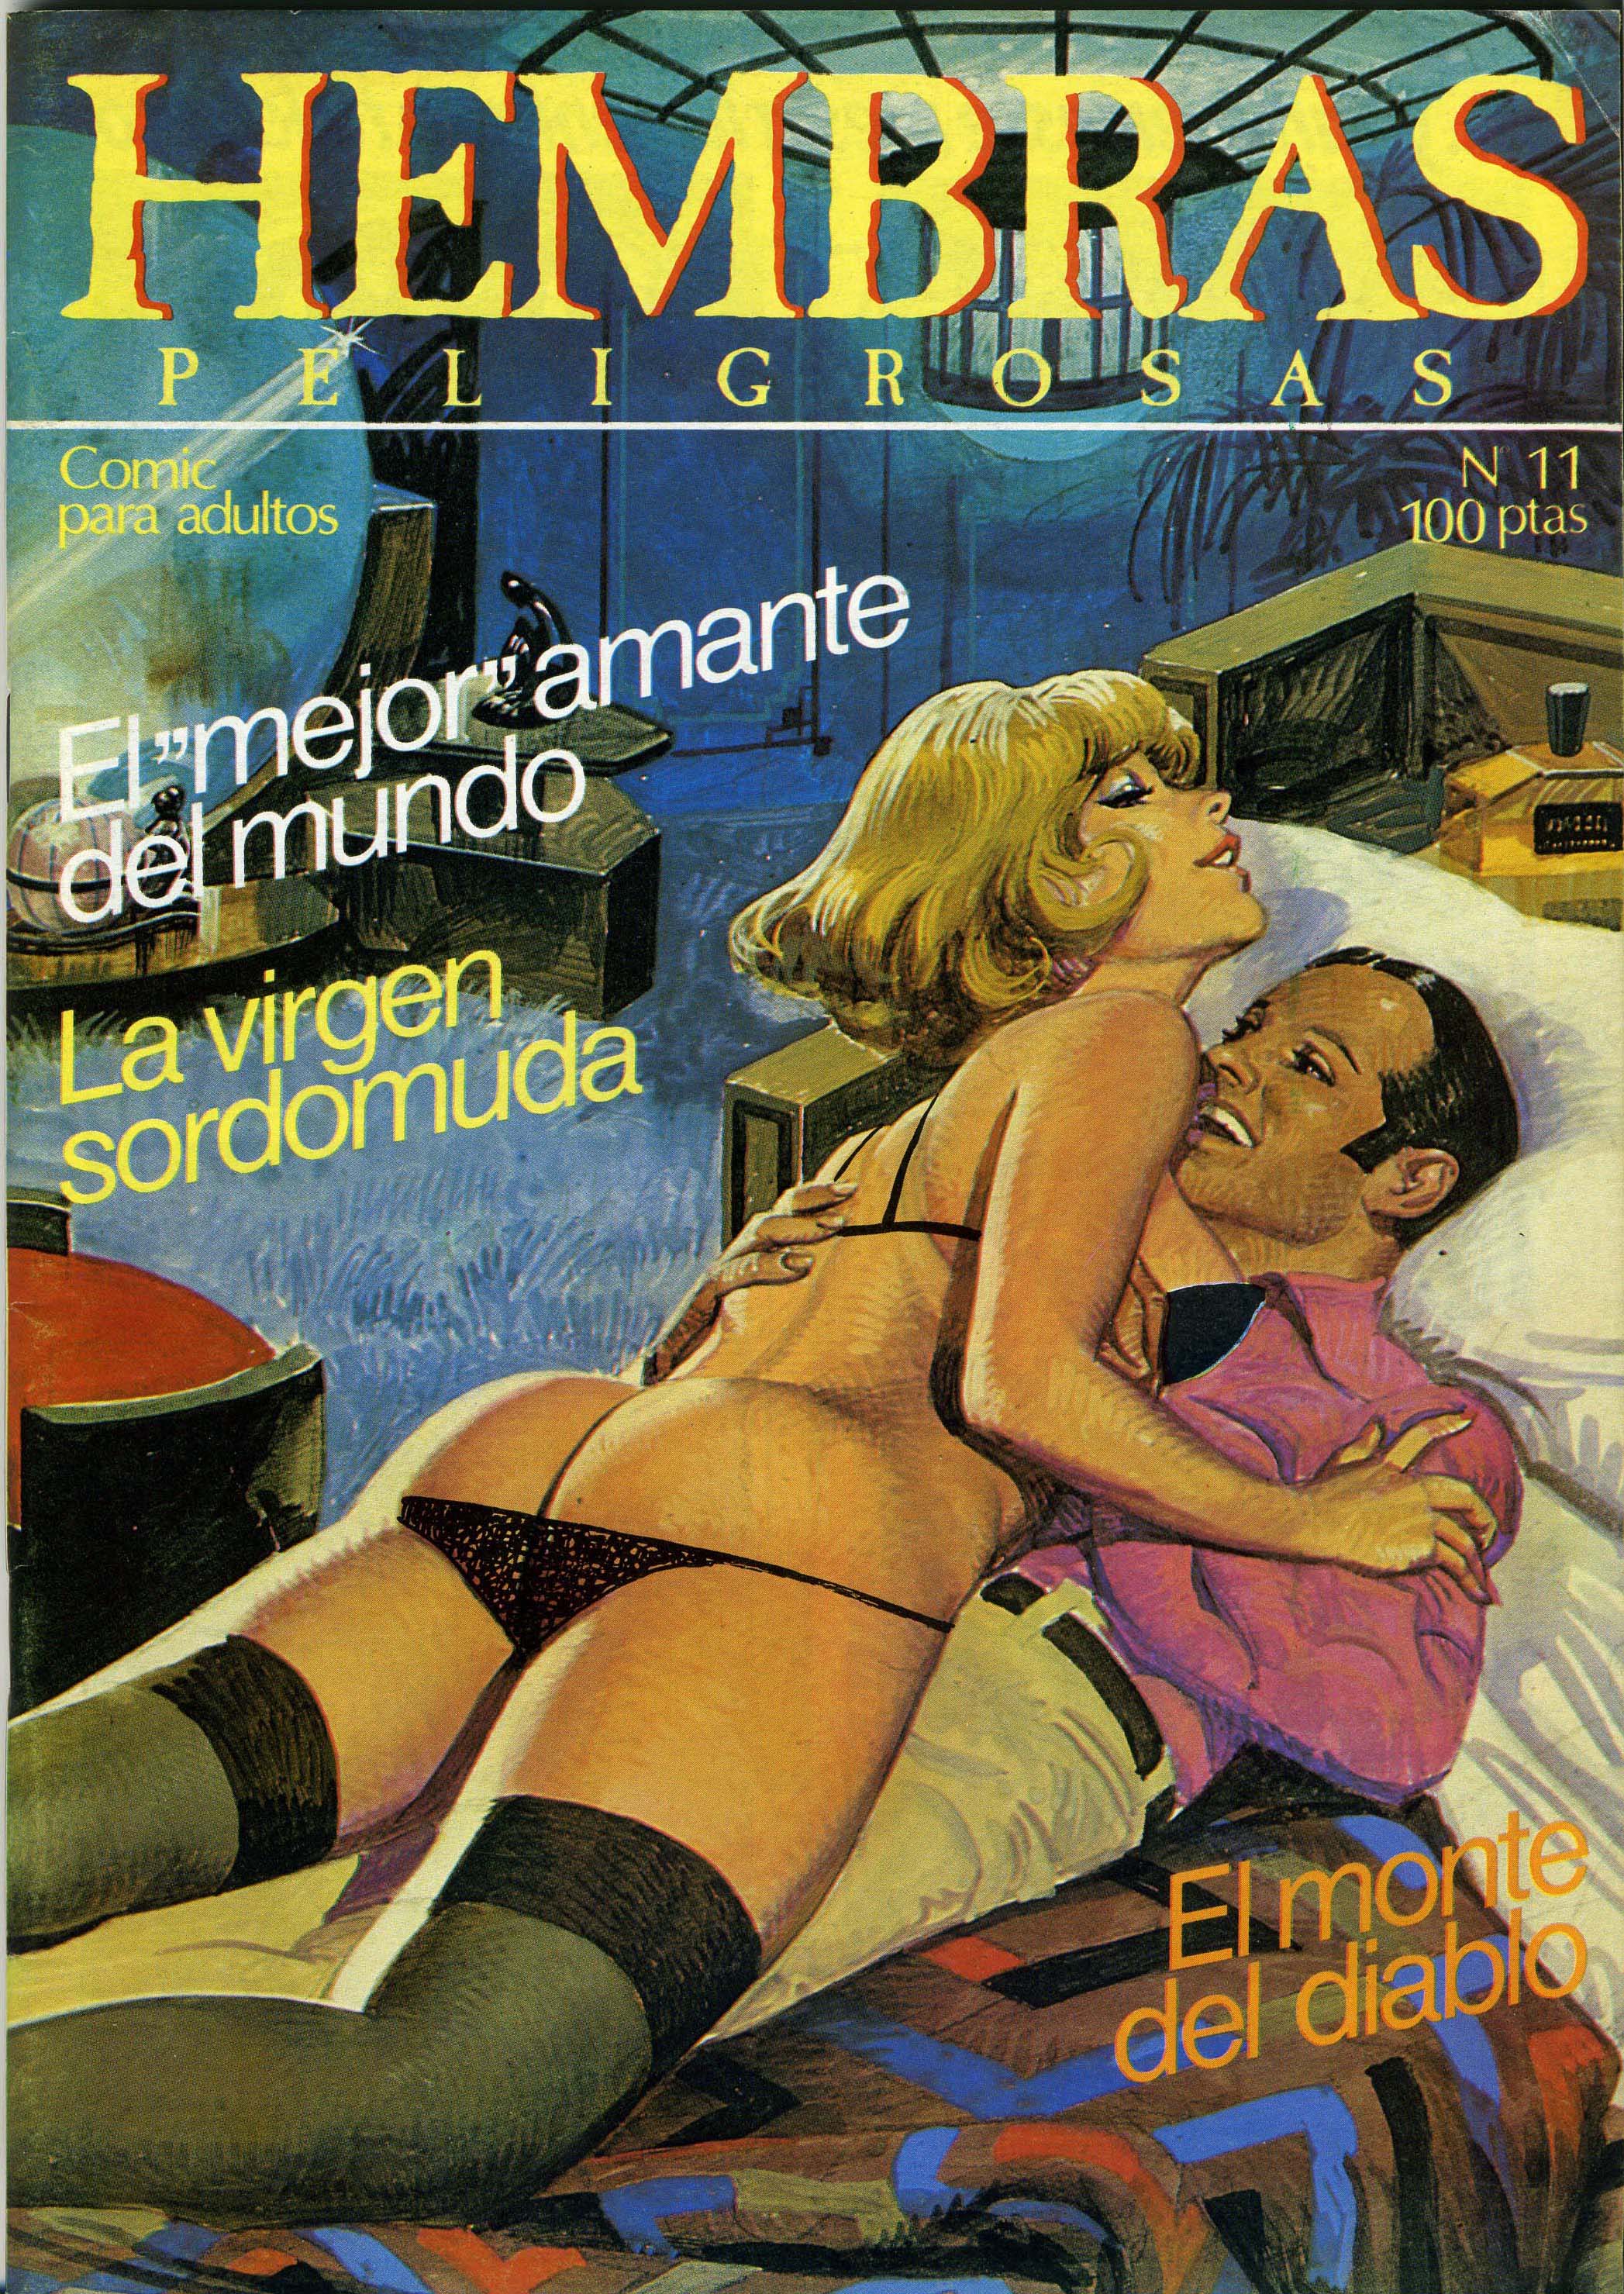 HEMBRAS
PELIGROSAS
Comic
para adultos
Nº 11
100 ptas
El "mejor" amante
del mundo
La virgen
sordomuda
El monte
del diablo